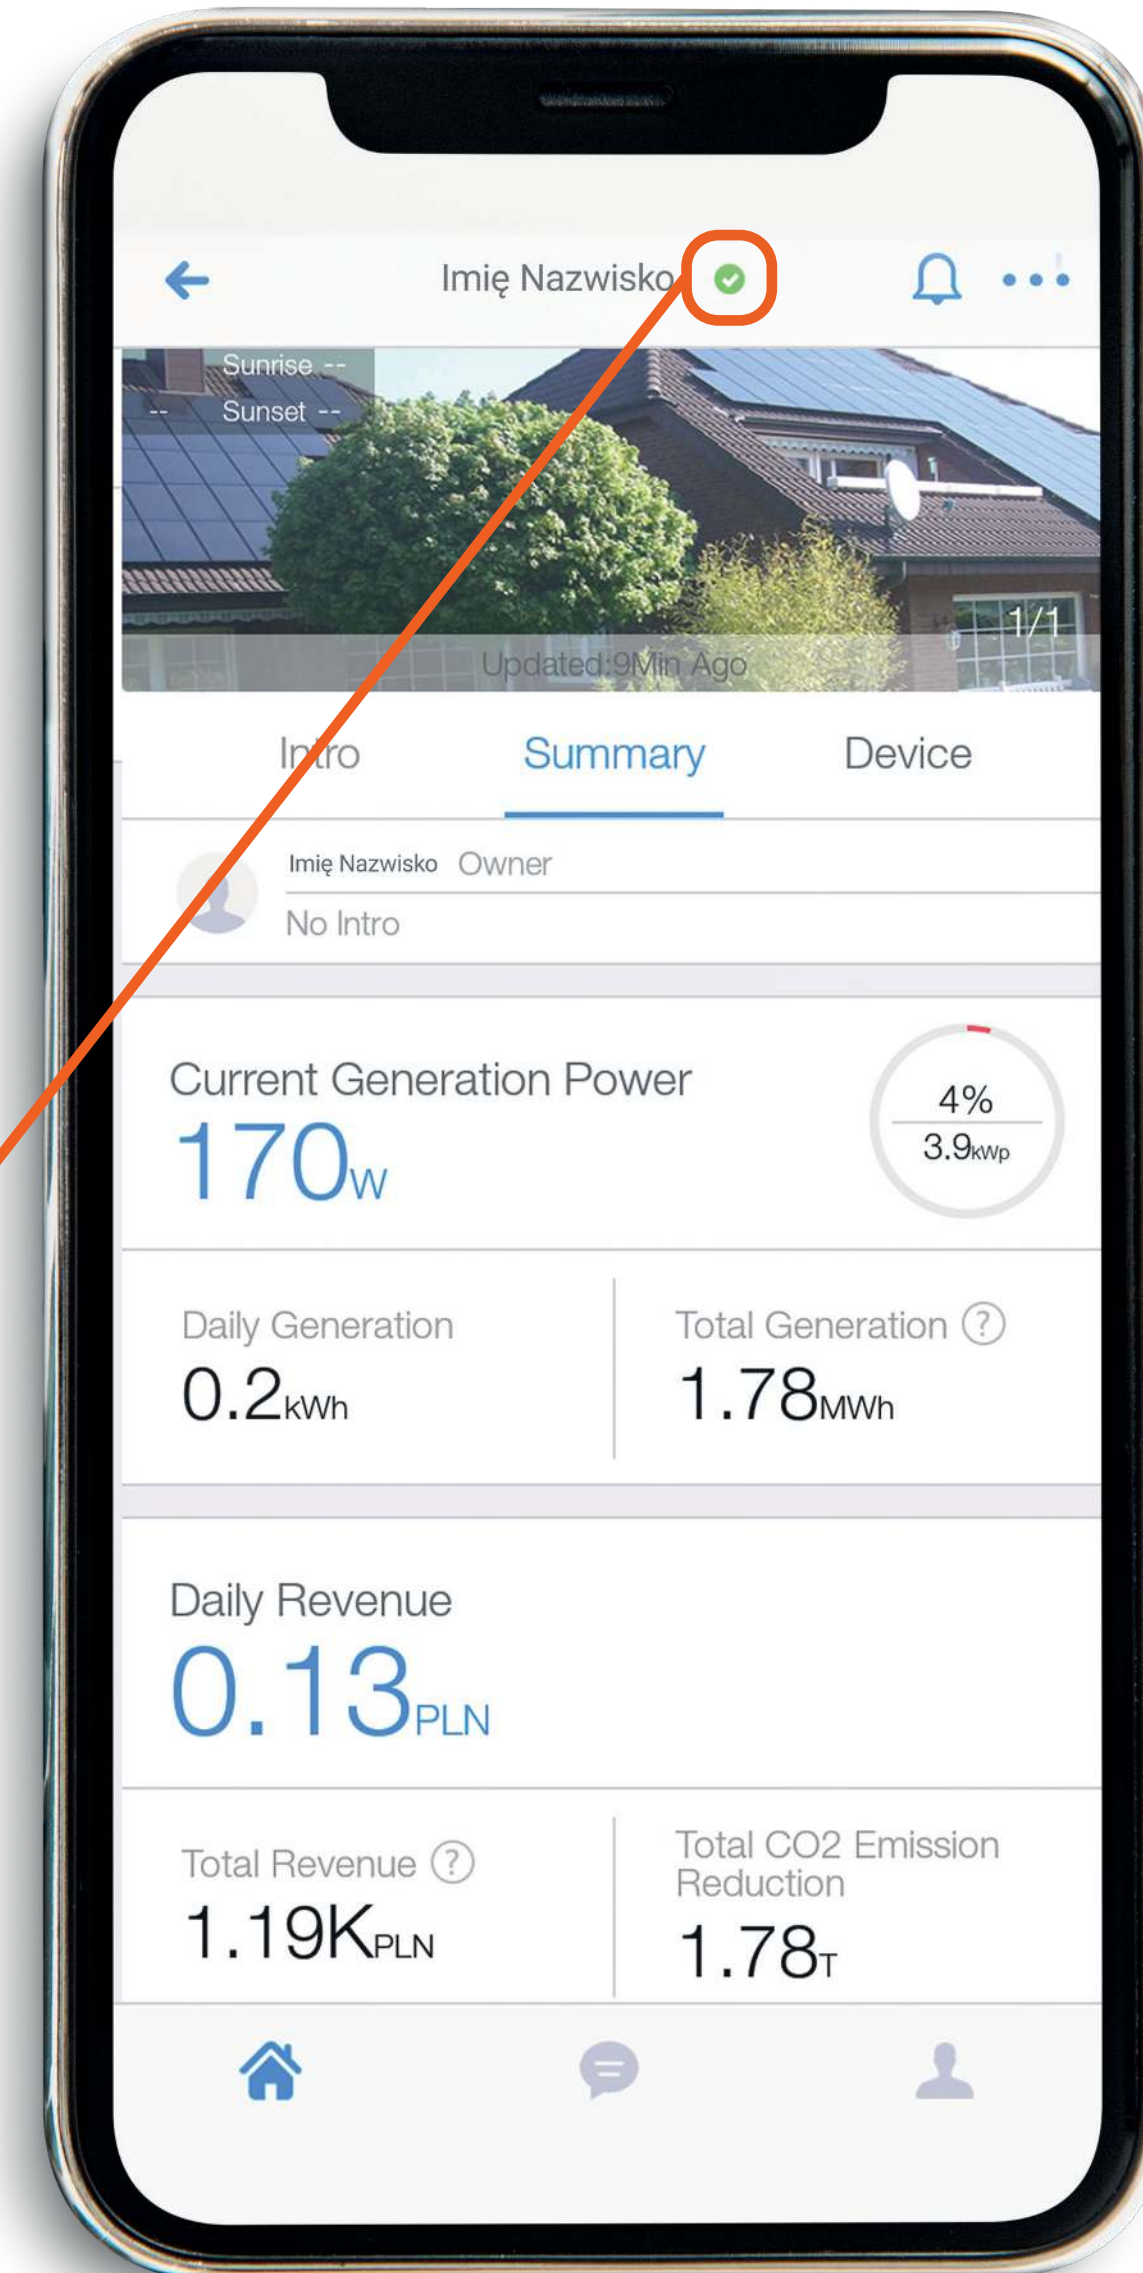 Imię Nazwisko
Sunrise --
-- Sunset --
1/1
Updated:9Min Ago
Intro Summary Device
Imię Nazwisko Owner
No Intro
Current Generation Power
170W
4%
3.9kWp
Daily Generation
0.2kWh
Total Generation ?
1.78MWh
Daily Revenue
0.13PLN
Total Revenue ?
1.19KPLN
Total CO2 Emission
Reduction
1.78T